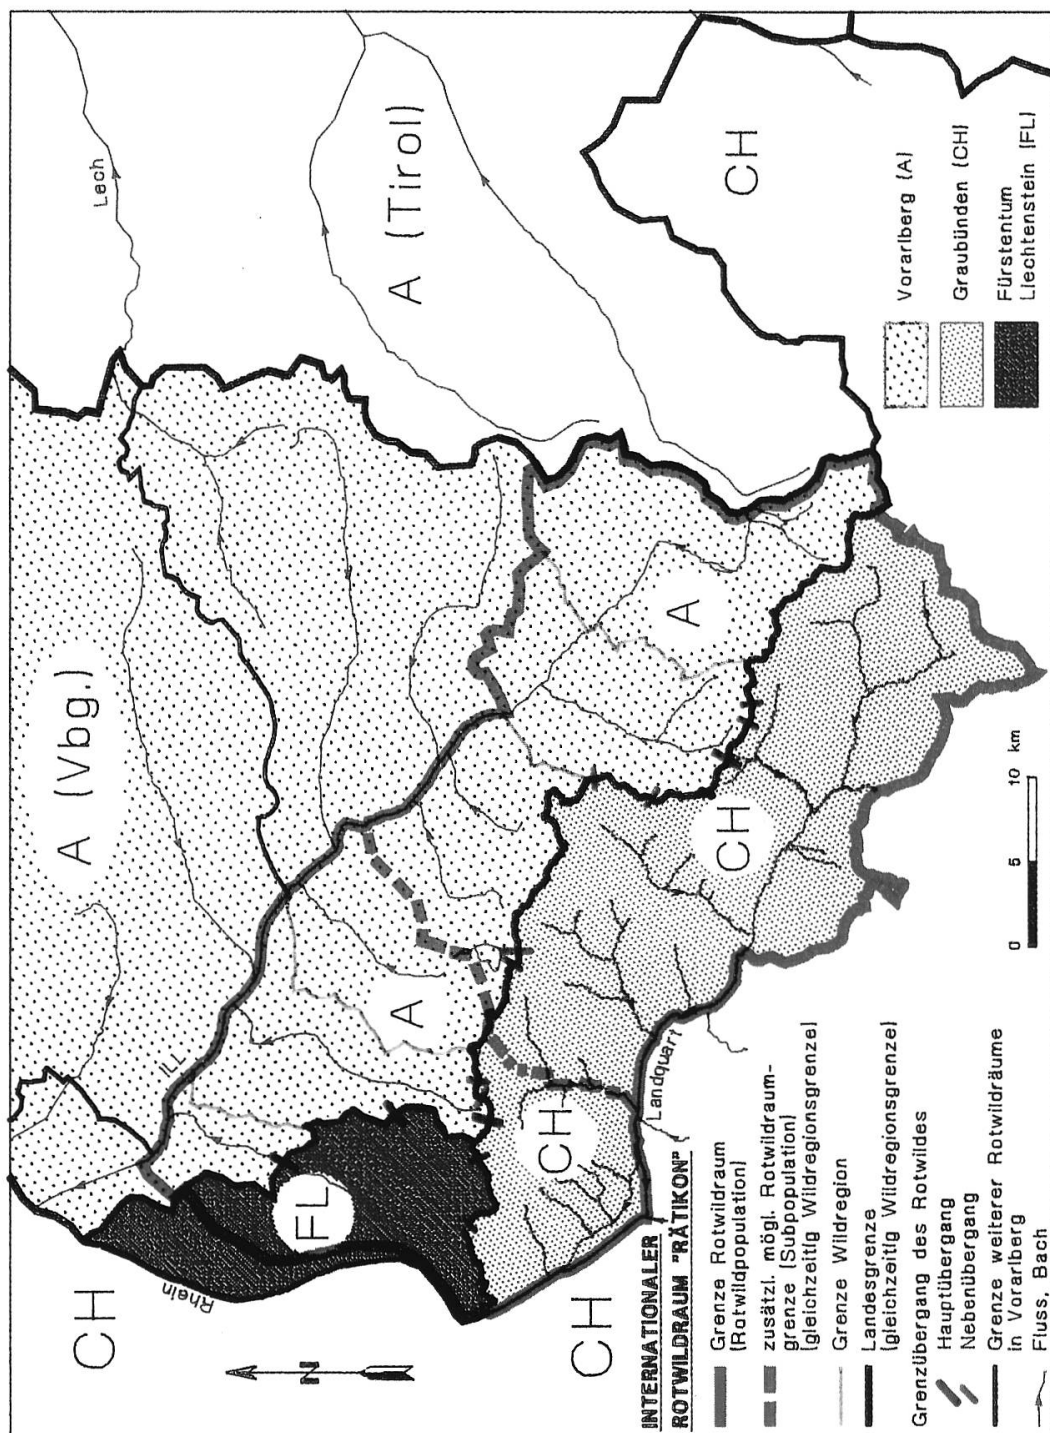 CH
Rhein
ILL
A (Vbg.)
Lech
A (Tirol)
CH
FL
A
A
CH
CH
Landquart
CH
N
INTERNATIONALER
ROTWILDRAUM "RÄTIKON"
Grenze Rotwildraum
(Rotwildpopulation)
zusätzl. mögl. Rotwildraum-
grenze (Subpopulation)
(gleichzeitig Wildregionsgrenze)
Grenze Wildregion
Landesgrenze
(gleichzeitig Wildregionsgrenze)
Grenzübergang des Rotwildes
Hauptübergang
Nebenübergang
Grenze weiterer Rotwildräume
in Vorarlberg
Fluss, Bach
0 5 10 km
Vorarlberg (A)
Graubünden (CH)
Fürstentum
Liechtenstein (FL)